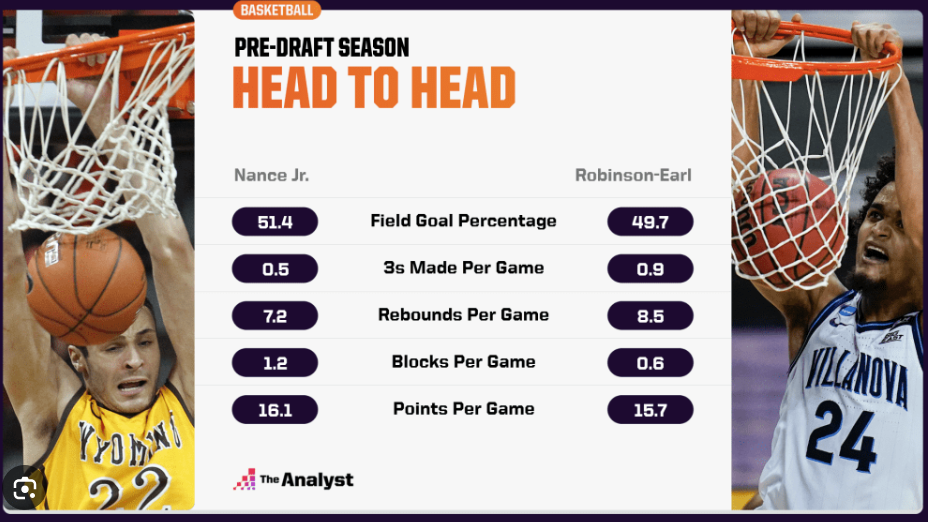 BASKETBALL
PRE-DRAFT SEASON
HEAD TO HEAD
Nance Jr. Robinson-Earl
51.4 Field Goal Percentage 49.7
0.5 3s Made Per Game 0.9
7.2 Rebounds Per Game 8.5
1.2 Blocks Per Game 0.6
16.1 Points Per Game 15.7
The Analyst
WYOMING
22
VILLANOVA
24